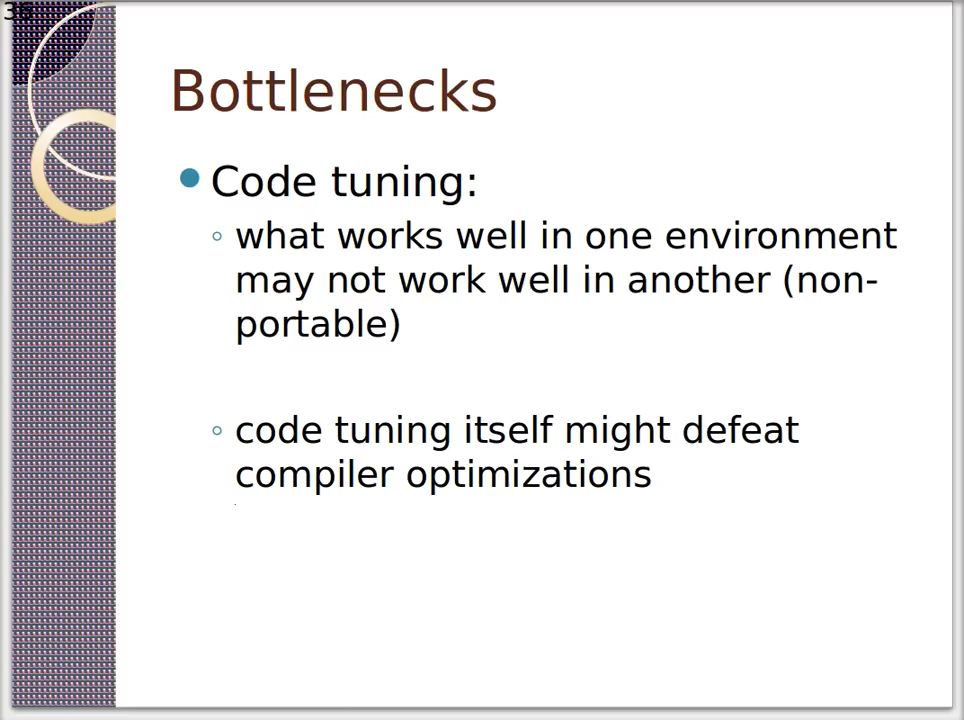 Bottlenecks
Code tuning:
what works well in one environment
may not work well in another (non-
portable)
code tuning itself might defeat
compiler optimizations